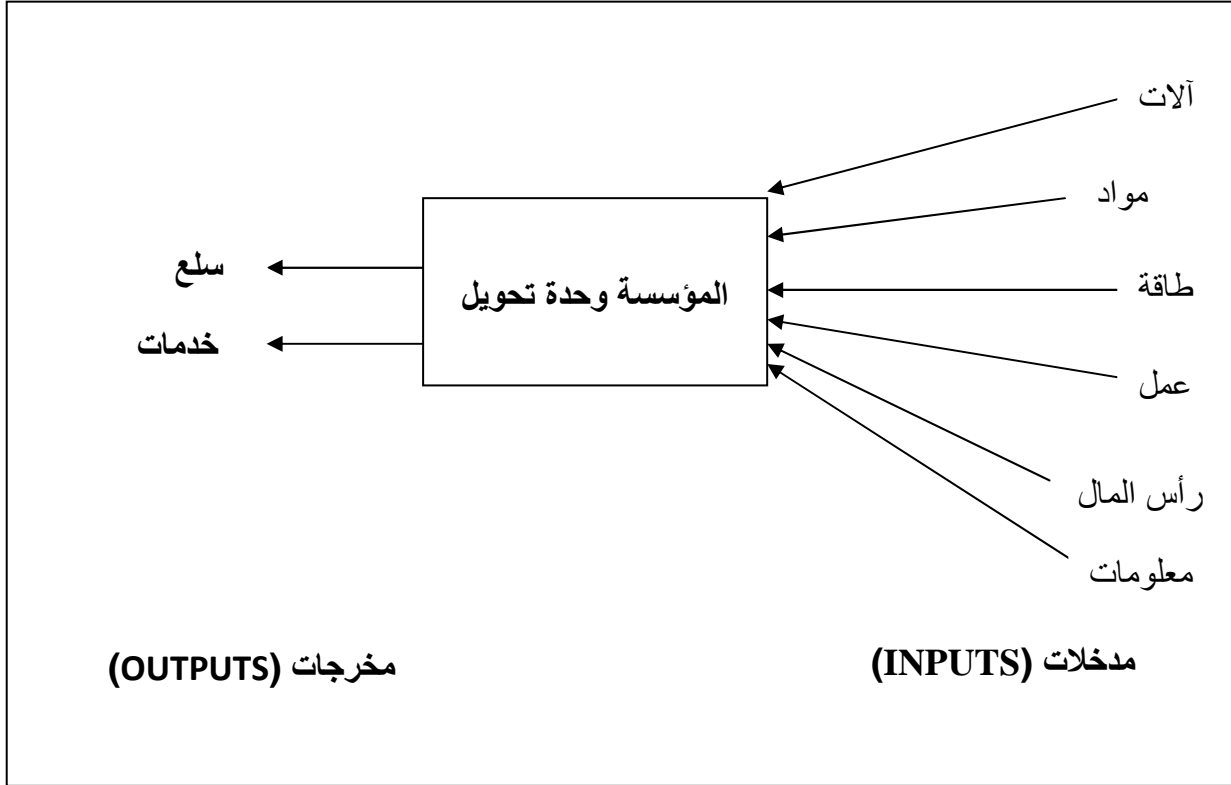 آلات
مواد
طاقة
عمل
رأس المال
معلومات
المؤسسة وحدة تحويل
سلع
خدمات
مدخلات (INPUTS)
مخرجات (OUTPUTS)